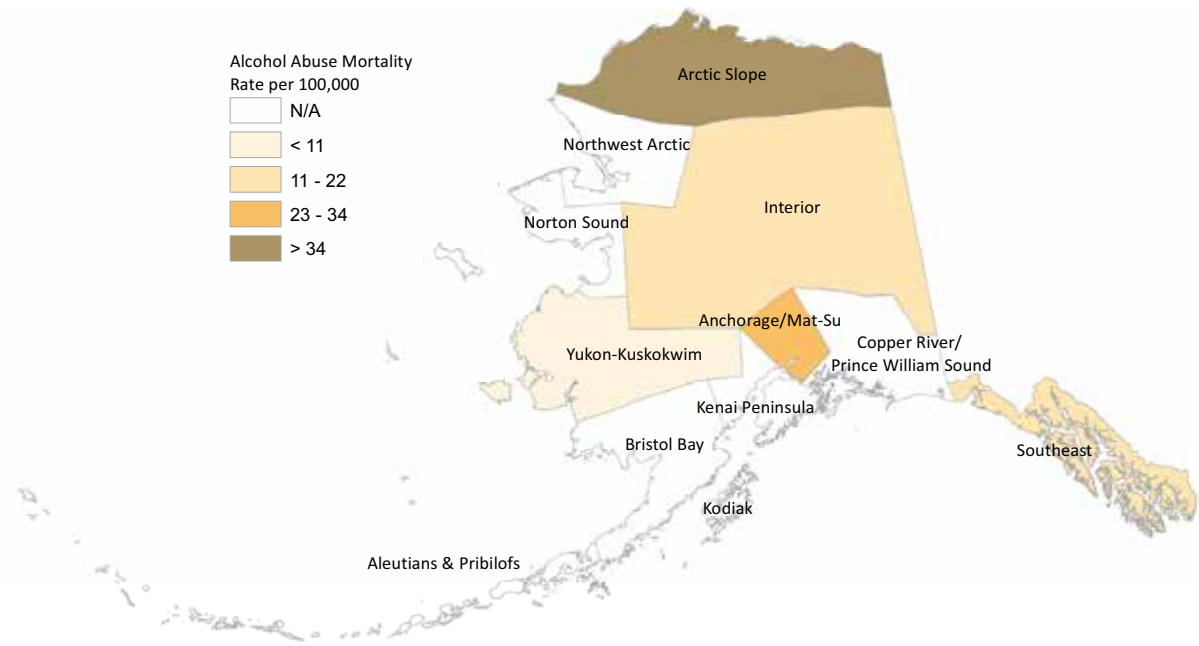 Alcohol Abuse Mortality
Rate per 100,000
N/A
< 11
11 - 22
23 - 34
> 34
Arctic Slope
Northwest Arctic
Interior
Norton Sound
Anchorage/Mat-Su
Copper River/
Prince William Sound
Yukon-Kuskokwim
Kenai Peninsula
Bristol Bay
Southeast
Kodiak
Aleutians & Pribilofs